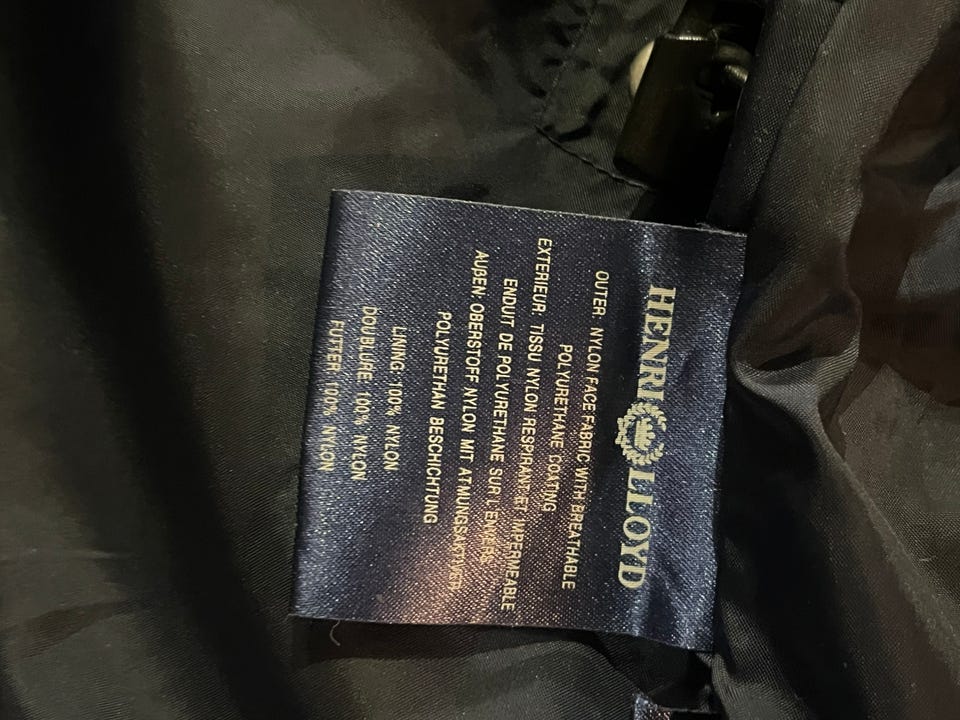 HENRI LLOYD
OUTER: NYLON FACE FABRIC WITH BREATHABLE
POLYURETHANE COATING
EXTERIEUR: TISSU NYLON RESPIRANT ET IMPERMEABLE
ENDUIT DE POLYURETHANE SUR L'ENVERS
AUßEN: OBERSTOFF NYLON MIT ATMUNGSAKTIVER
POLYURETHAN BESCHICHTUNG
LINING: 100% NYLON
DOUBLURE: 100% NYLON
FUTTER: 100% NYLON